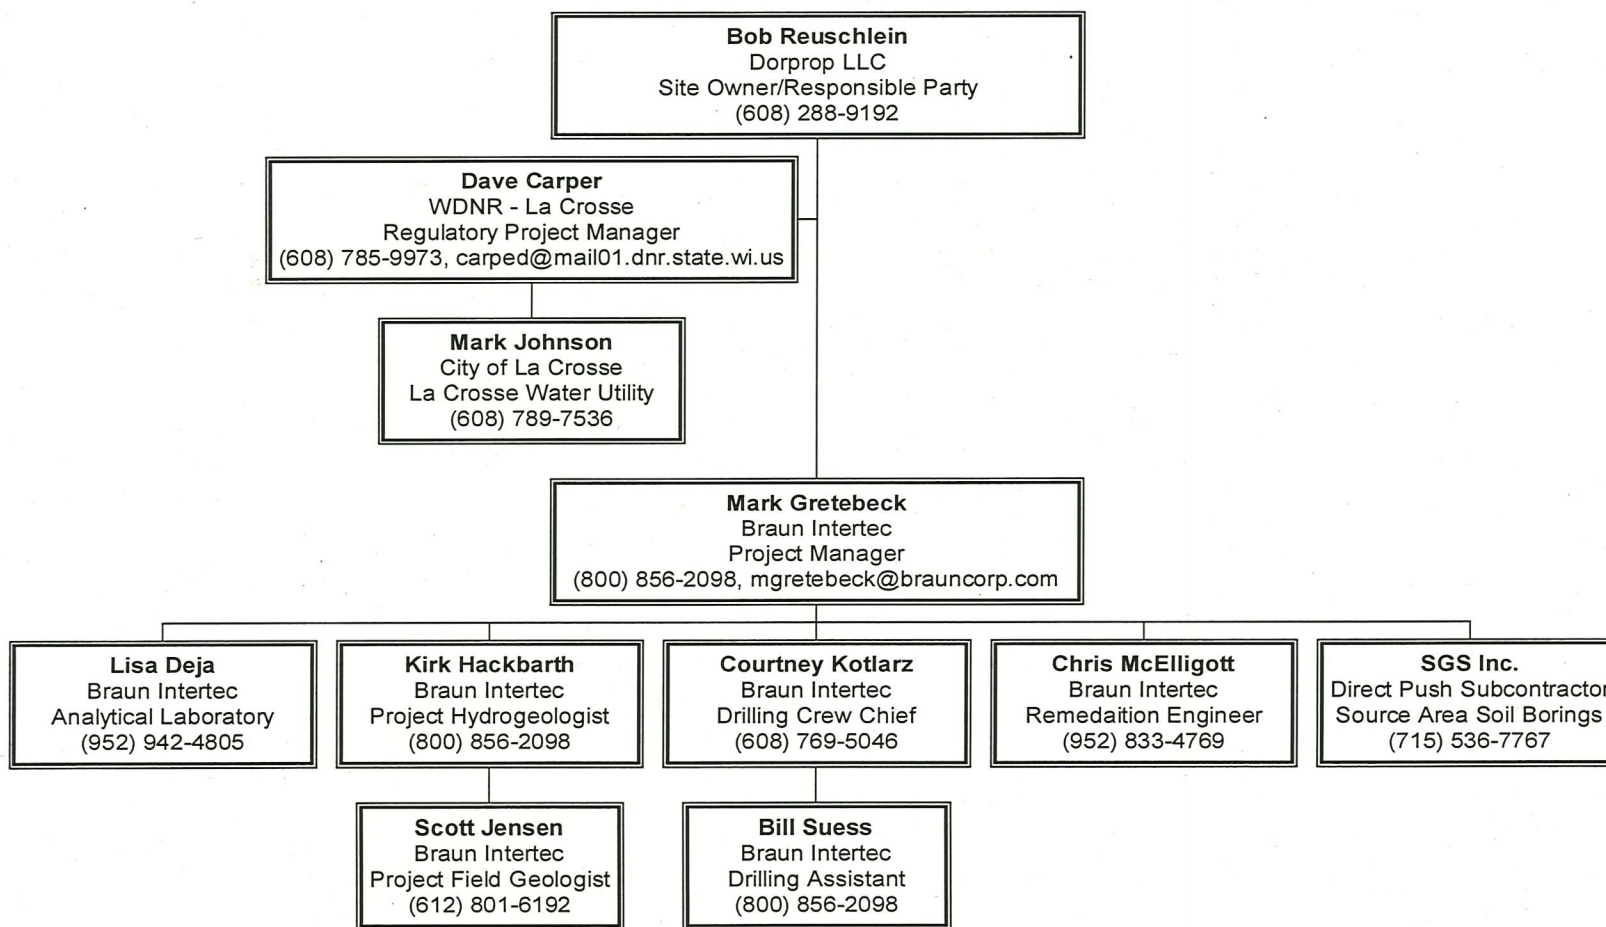 Bob Reuschlein
Dorprop LLC
Site Owner/Responsible Party
(608) 288-9192
Dave Carper
WDNR - La Crosse
Regulatory Project Manager
(608) 785-9973, carped@mail01.dnr.state.wi.us
Mark Johnson
City of La Crosse
La Crosse Water Utility
(608) 789-7536
Mark Gretebeck
Braun Intertec
Project Manager
(800) 856-2098, mgretebeck@brauncorp.com
Lisa Deja
Braun Intertec
Analytical Laboratory
(952) 942-4805
Kirk Hackbarth
Braun Intertec
Project Hydrogeologist
(800) 856-2098
Courtney Kotlarz
Braun Intertec
Drilling Crew Chief
(608) 769-5046
Chris McElligott
Braun Intertec
Remedaition Engineer
(952) 833-4769
SGS Inc.
Direct Push Subcontractor
Source Area Soil Borings
(715) 536-7767
Scott Jensen
Braun Intertec
Project Field Geologist
(612) 801-6192
Bill Suess
Braun Intertec
Drilling Assistant
(800) 856-2098